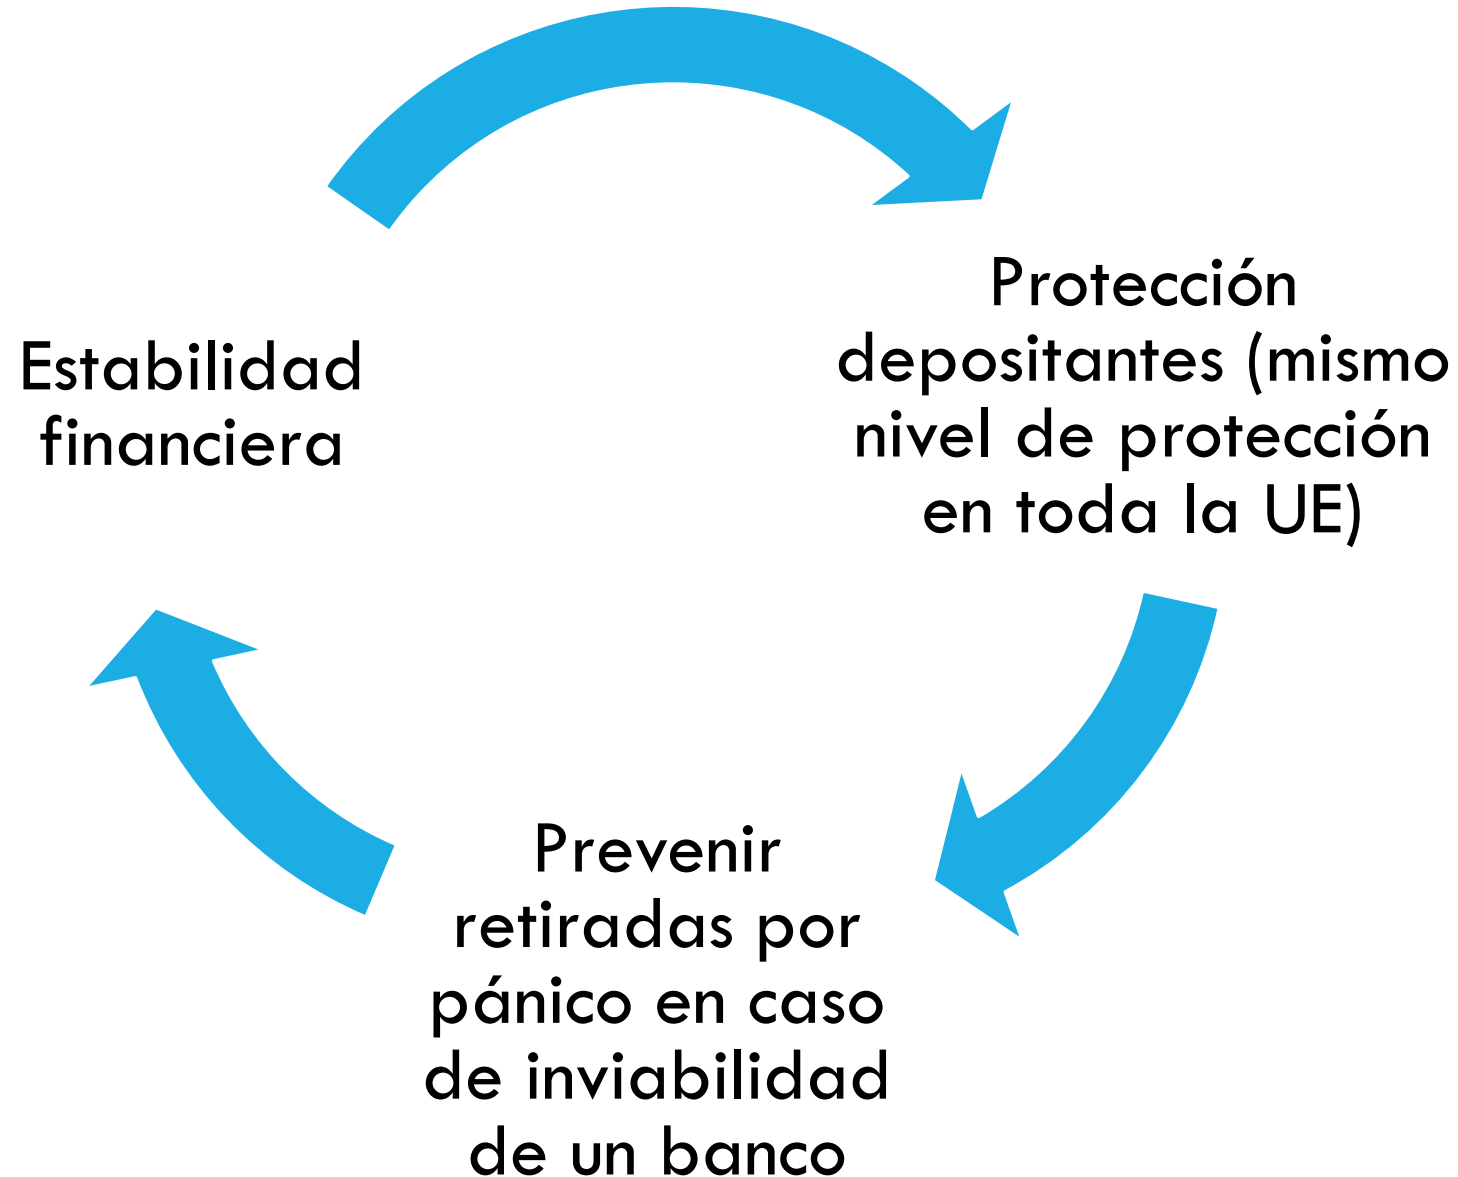 Estabilidad
financiera
Protección
depositantes (mismo
nivel de protección
en toda la UE)
Prevenir
retiradas por
pánico en caso
de inviabilidad
de un banco